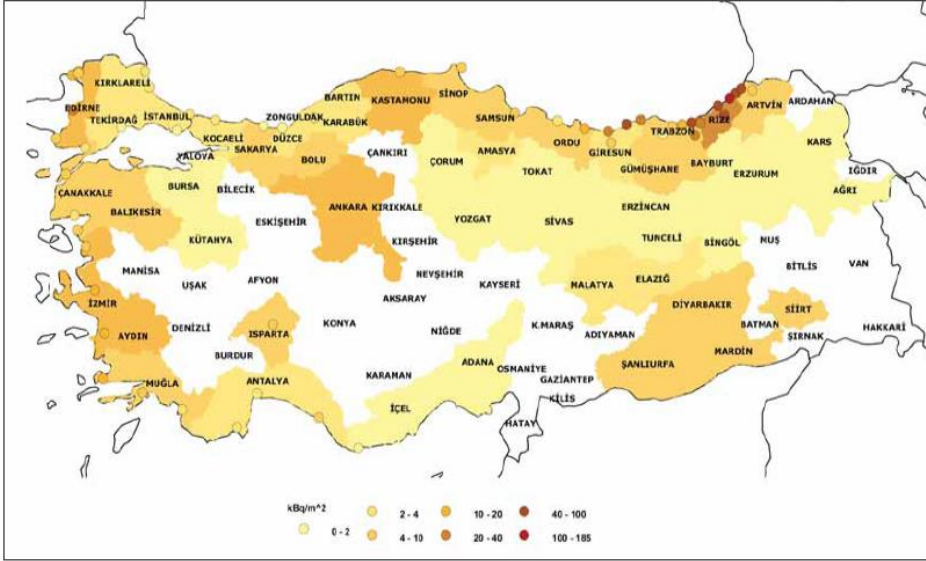 KIRKLARELİ
EDİRNE
TEKİRDAĞ
İSTANBUL
KOCAELİ
YALOVA
SAKARYA
DÜZCE
ZONGULDAK
BARTIN
KARABÜK
KASTAMONU
SİNOP
SAMSUN
ORDU
GİRESUN
TRABZON
RİZE
ARTVİN
ARDAHAN
KARS
IĞDIR
AĞRI
ERZURUM
BAYBURT
GÜMÜŞHANE
TOKAT
AMASYA
ÇORUM
ÇANKIRI
BOLU
BİLECİK
BURSA
ÇANAKKALE
BALIKESİR
KÜTAHYA
ESKİŞEHİR
ANKARA
KIRIKKALE
KIRŞEHİR
YOZGAT
SİVAS
ERZİNCAN
TUNCELİ
BİNGÖL
MUŞ
BİTLİS
VAN
MANİSA
UŞAK
AFYON
NEVŞEHİR
AKSARAY
KAYSERİ
MALATYA
ELAZIĞ
DİYARBAKIR
SİİRT
BATMAN
ŞIRNAK
HAKKARİ
İZMİR
AYDIN
DENİZLİ
ISPARTA
BURDUR
KONYA
NİĞDE
K.MARAŞ
ADIYAMAN
MARDİN
ŞANLIURFA
MUĞLA
ANTALYA
KARAMAN
ADANA
OSMANİYE
GAZİANTEP
KİLİS
İÇEL
HATAY
kBq/m^2
0 - 2
2 - 4
4 - 10
10 - 20
20 - 40
40 - 100
100 - 185